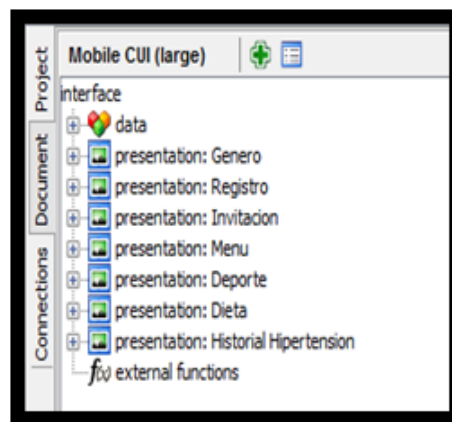 Project
Document
Connections
Mobile CUI (large)
interface
data
presentation: Genero
presentation: Registro
presentation: Invitacion
presentation: Menu
presentation: Deporte
presentation: Dieta
presentation: Historial Hipertension
f(x) external functions